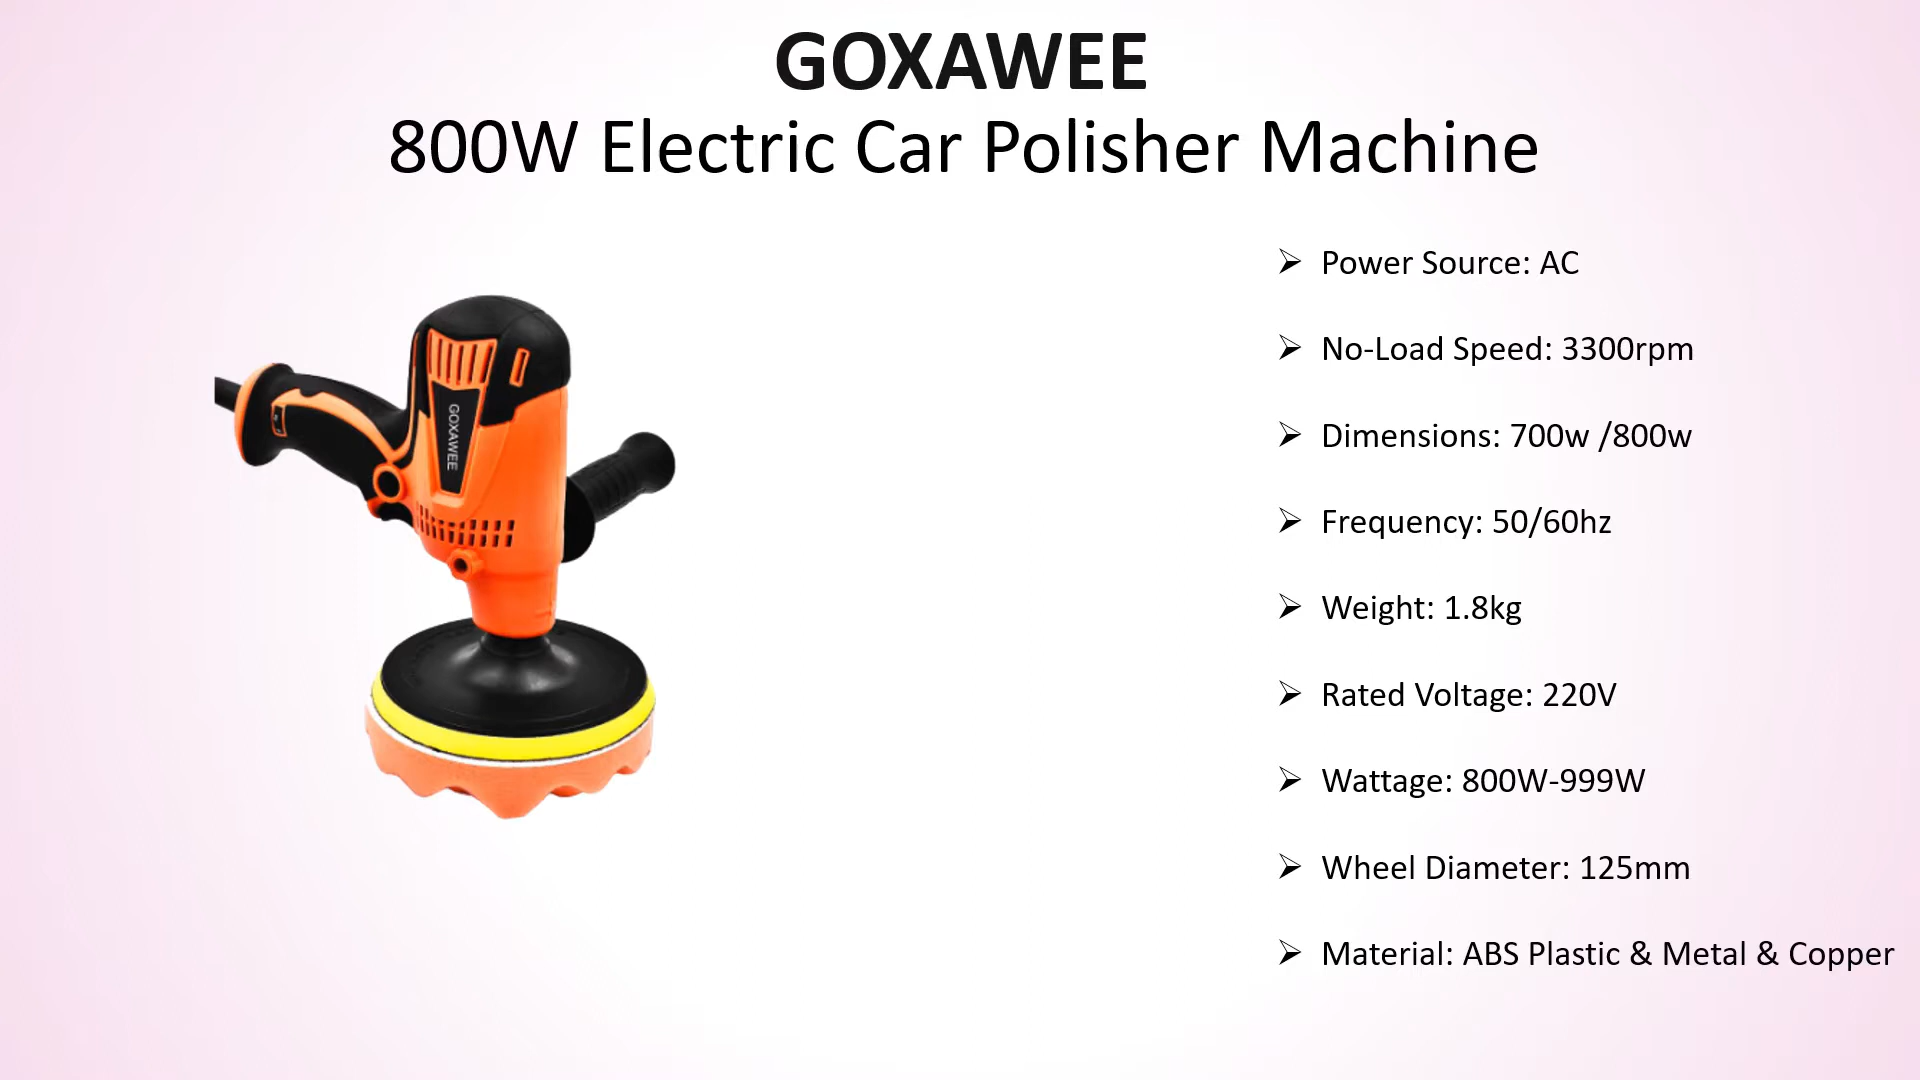 GOXAWEE
800W Electric Car Polisher Machine
GOXAWEE
Power Source: AC
No-Load Speed: 3300rpm
Dimensions: 700w /800w
Frequency: 50/60hz
Weight: 1.8kg
Rated Voltage: 220V
Wattage: 800W-999W
Wheel Diameter: 125mm
Material: ABS Plastic & Metal & Copper